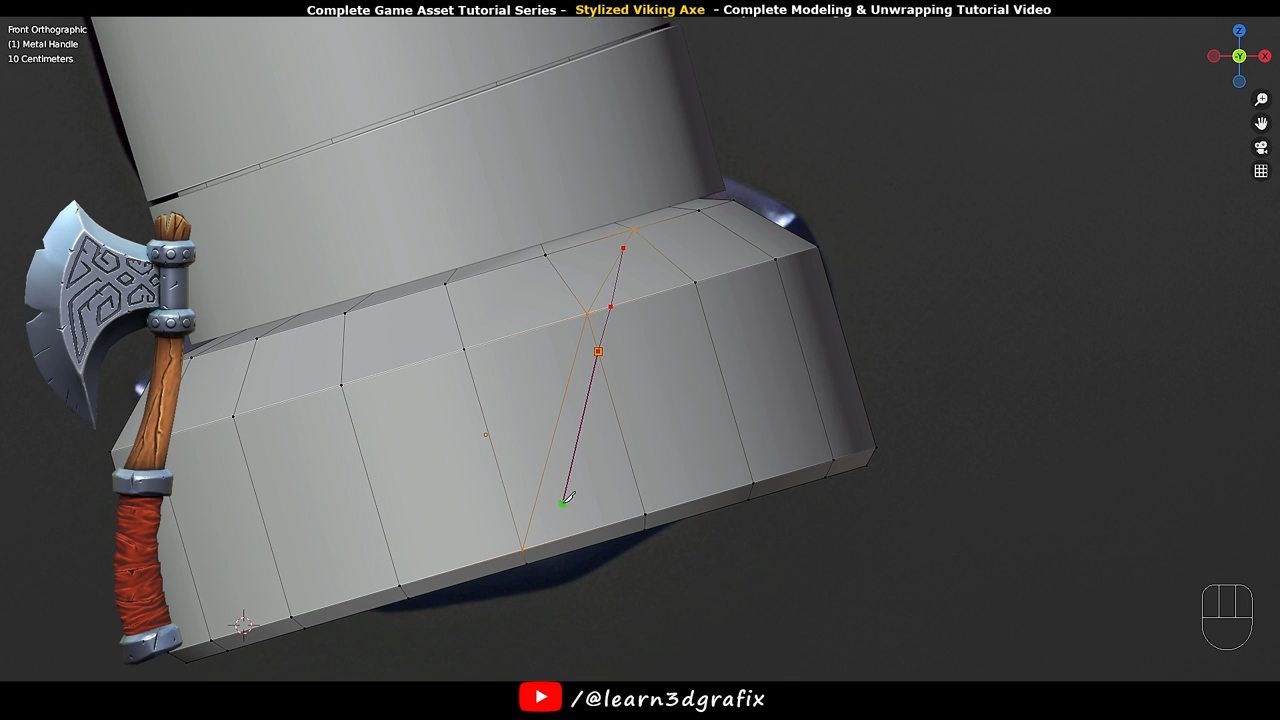 Complete Game Asset Tutorial Series - Stylized Viking Axe - Complete Modeling & Unwrapping Tutorial Video
Front Orthographic
(1) Metal Handle
10 Centimeters
Z
Y
X
/@learn3dgrafix